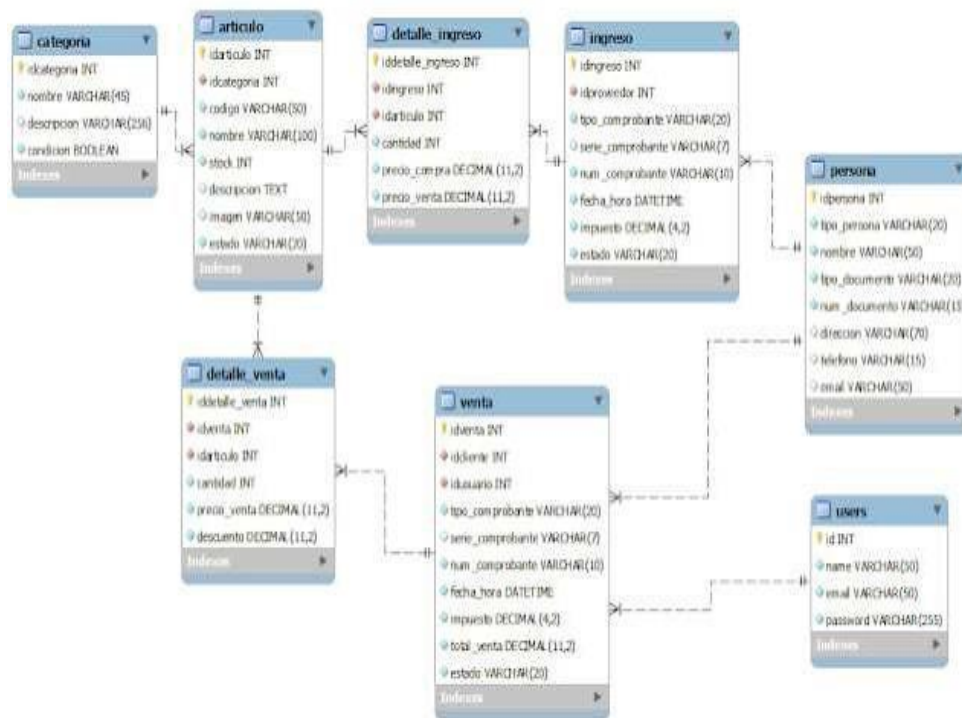 categoria
idcategoria INT
nombre VARCHAR(45)
descripcion VARCHAR(256)
condicion BOOLEAN
Indexes
articulo
idarticulo INT
idcategoria INT
codigo VARCHAR(50)
nombre VARCHAR(100)
stock INT
descripcion TEXT
imagen VARCHAR(50)
estado VARCHAR(20)
Indexes
detalle_ingreso
iddetalle_ingreso INT
idingreso INT
idarticulo INT
cantidad INT
precio_compra DECIMAL(11,2)
precio_venta DECIMAL(11,2)
Indexes
ingreso
idingreso INT
idproveedor INT
tipo_comprobante VARCHAR(20)
serie_comprobante VARCHAR(7)
num_comprobante VARCHAR(10)
fecha_hora DATETIME
impuesto DECIMAL(4,2)
estado VARCHAR(20)
Indexes
persona
idpersona INT
tipo_persona VARCHAR(20)
nombre VARCHAR(50)
tipo_documento VARCHAR(20)
num_documento VARCHAR(15
direccion VARCHAR(70)
telefono VARCHAR(15)
email VARCHAR(50)
Indexes
detalle_venta
iddetalle_venta INT
idventa INT
idarticulo INT
cantidad INT
precio_venta DECIMAL(11,2)
descuento DECIMAL(11,2)
Indexes
venta
idventa INT
idcliente INT
idusuario INT
tipo_comprobante VARCHAR(20)
serie_comprobante VARCHAR(7)
num_comprobante VARCHAR(10)
fecha_hora DATETIME
impuesto DECIMAL(4,2)
total_venta DECIMAL(11,2)
estado VARCHAR(20)
Indexes
users
id INT
name VARCHAR(50)
email VARCHAR(50)
password VARCHAR(255)
Indexes